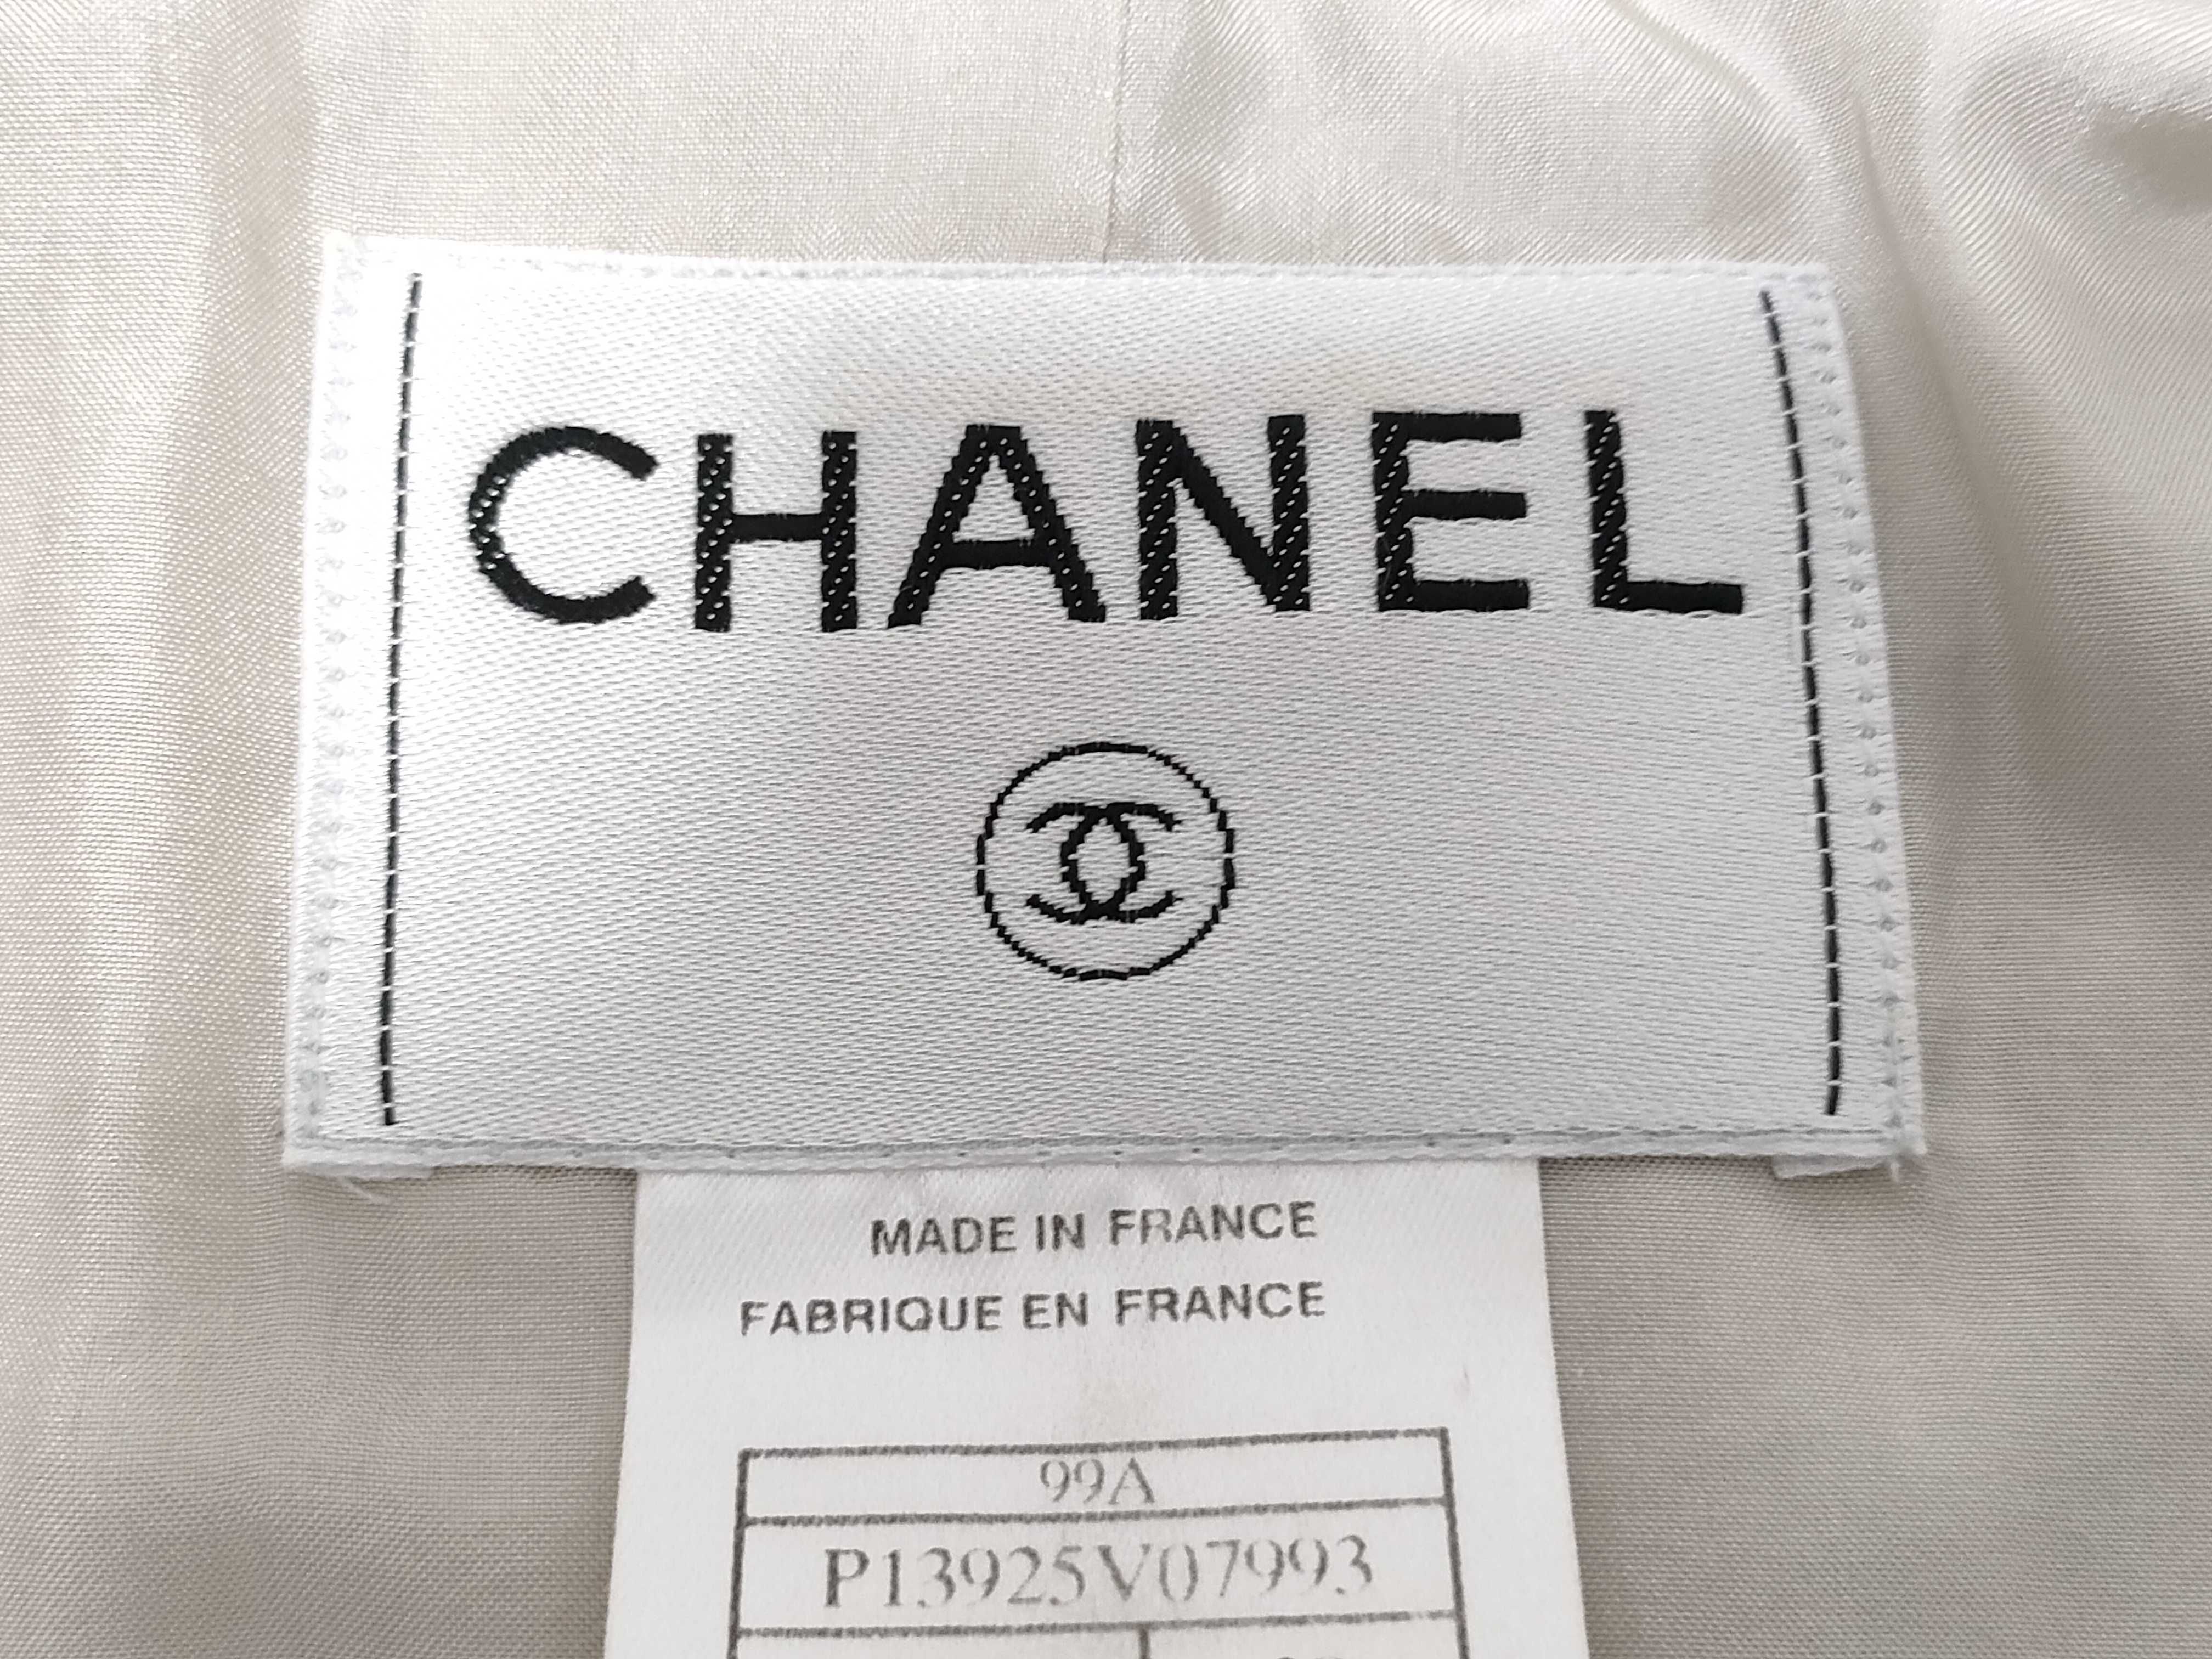 CHANEL
MADE IN FRANCE
FABRIQUE EN FRANCE
99A
P13925V07993